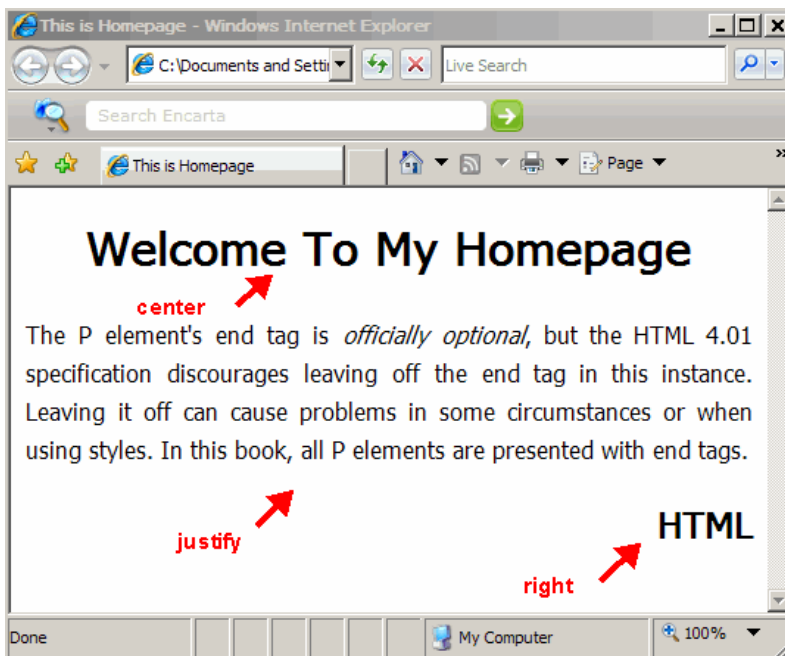 This is Homepage - Windows Internet Explorer
C:\Documents and Settin
Live Search
Search Encarta
This is Homepage
Page
»
Welcome To My Homepage
center
The P element's end tag is officially optional, but the HTML 4.01
specification discourages leaving off the end tag in this instance.
Leaving it off can cause problems in some circumstances or when
using styles. In this book, all P elements are presented with end tags.
justify
HTML
right
Done
My Computer
100%